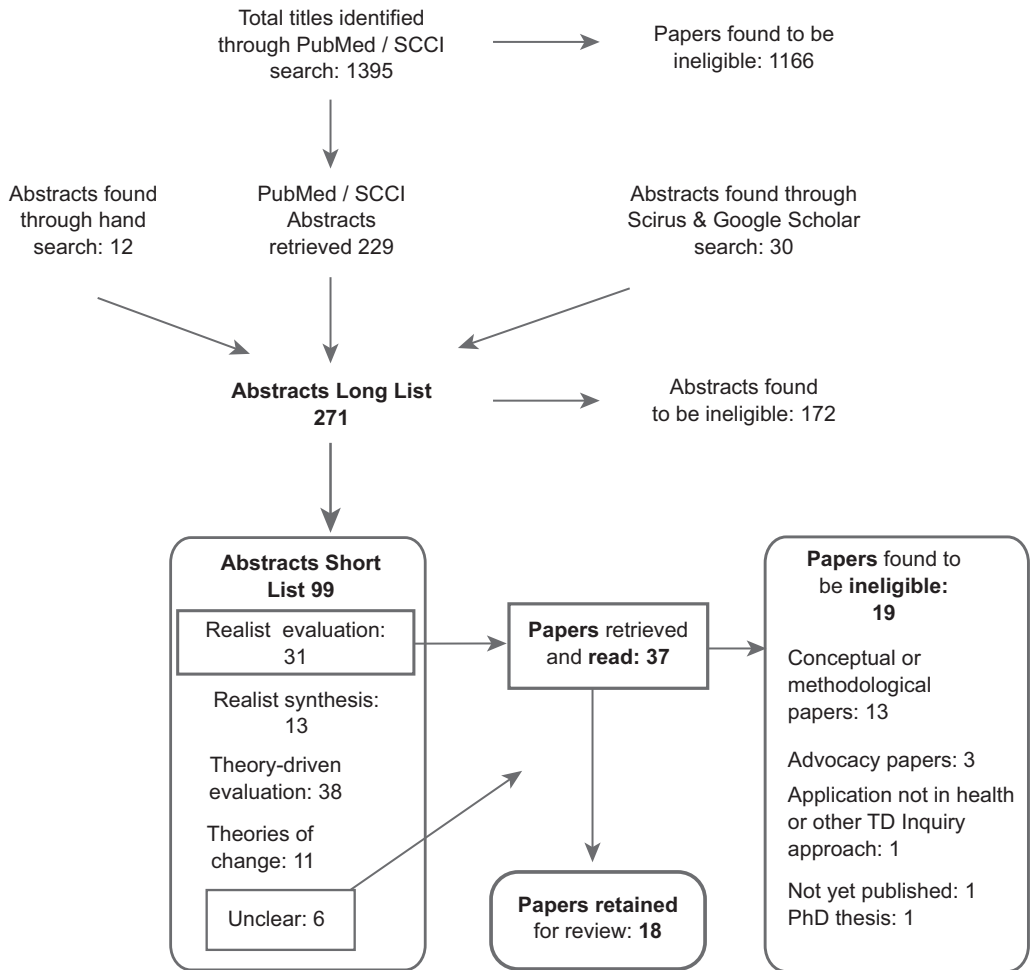 Total titles identified
through PubMed / SCCI
search: 1395
Papers found to be
ineligible: 1166
Abstracts found
through hand
search: 12
PubMed / SCCI
Abstracts
retrieved 229
Abstracts found through
Scirus & Google Scholar
search: 30
Abstracts Long List
271
Abstracts found
to be ineligible: 172
Abstracts Short
List 99
Realist evaluation:
31
Realist synthesis:
13
Theory-driven
evaluation: 38
Theories of
change: 11
Unclear: 6
Papers retrieved
and read: 37
Papers retained
for review: 18
Papers found to
be ineligible:
19
Conceptual or
methodological
papers: 13
Advocacy papers: 3
Application not in health
or other TD Inquiry
approach: 1
Not yet published: 1
PhD thesis: 1